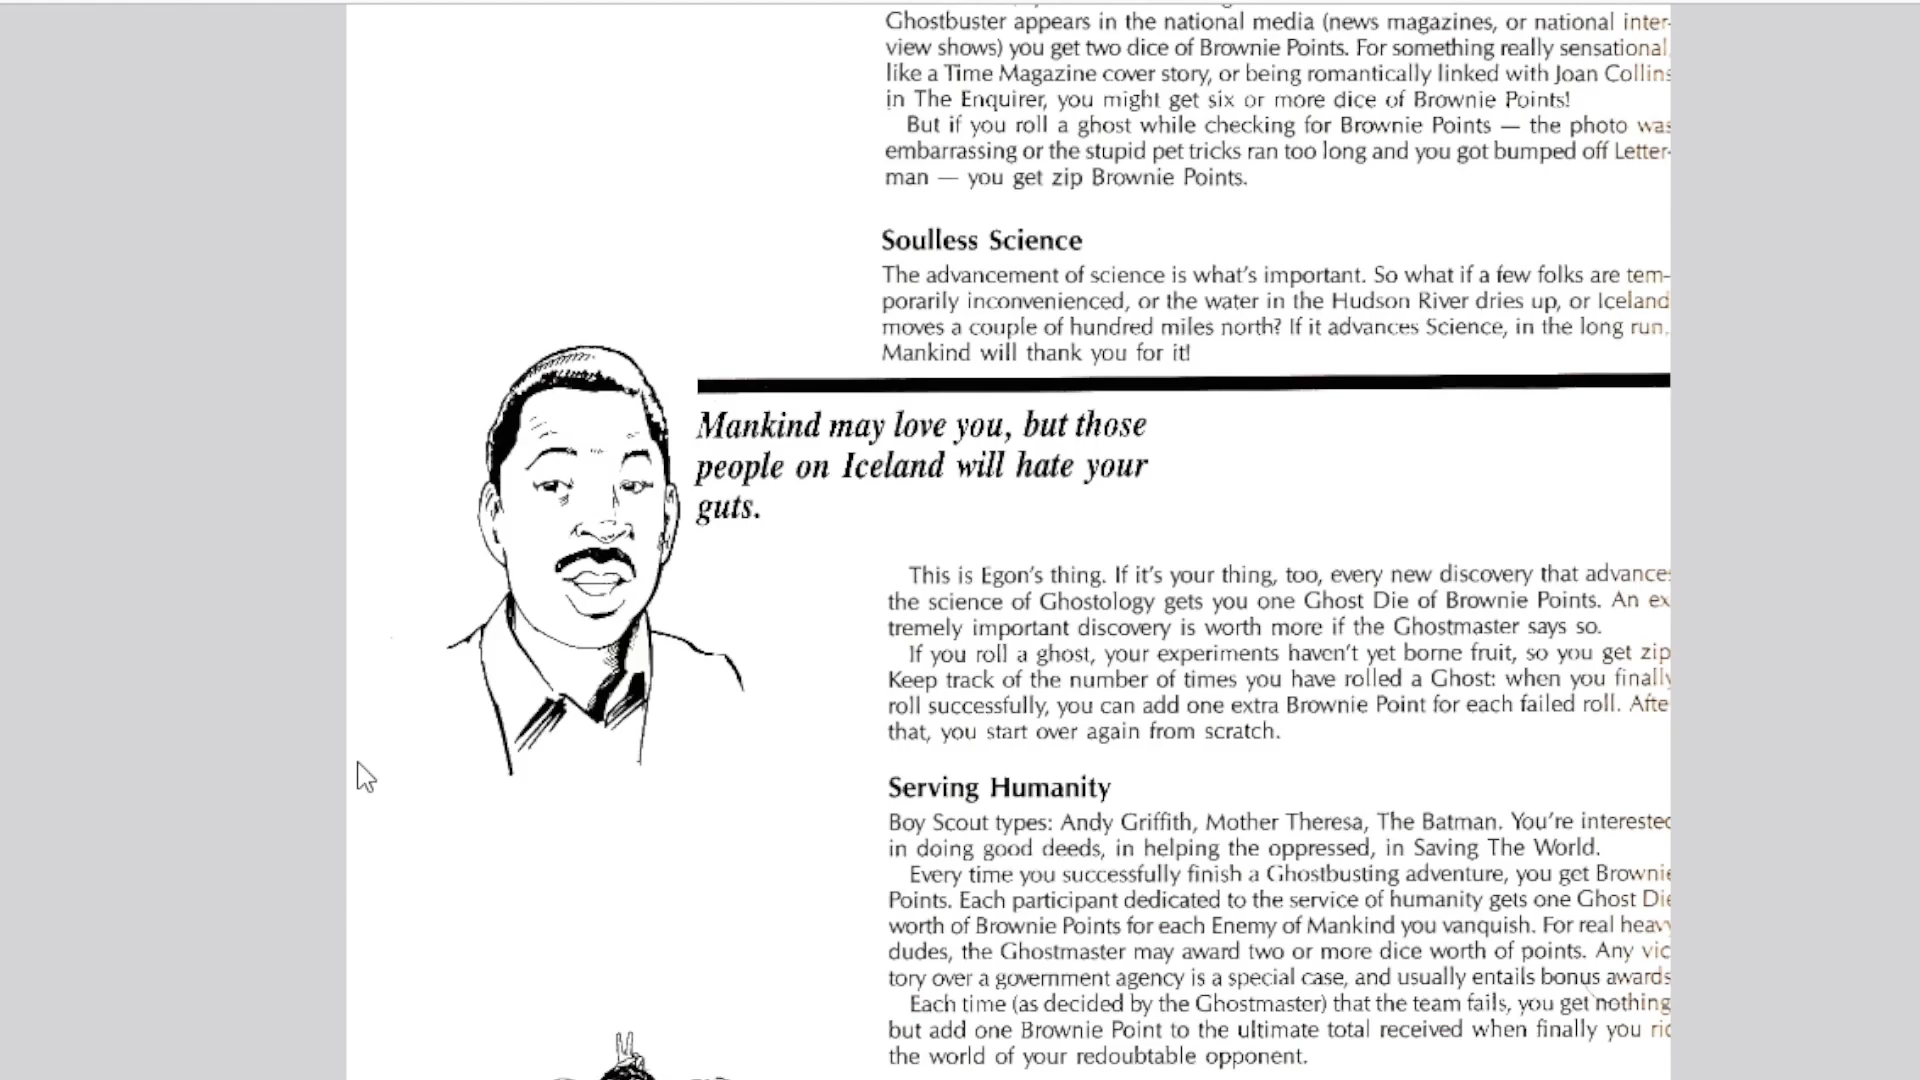 Ghostbuster appears in the national media (news magazines, or national inter-
view shows) you get two dice of Brownie Points. For something really sensational,
like a Time Magazine cover story, or being romantically linked with Joan Collins
in The Enquirer, you might get six or more dice of Brownie Points!
But if you roll a ghost while checking for Brownie Points — the photo was
embarrassing or the stupid pet tricks ran too long and you got bumped off Letter-
man — you get zip Brownie Points.
Soulless Science
The advancement of science is what's important. So what if a few folks are tem-
porarily inconvenienced, or the water in the Hudson River dries up, or Iceland
moves a couple of hundred miles north? If it advances Science, in the long run,
Mankind will thank you for it!
Mankind may love you, but those
people on Iceland will hate your
guts.
This is Egon's thing. If it's your thing, too, every new discovery that advances
the science of Ghostology gets you one Ghost Die of Brownie Points. An ex
tremely important discovery is worth more if the Ghostmaster says so.
If you roll a ghost, your experiments haven't yet borne fruit, so you get zip
Keep track of the number of times you have rolled a Ghost: when you finally
roll successfully, you can add one extra Brownie Point for each failed roll. Afte
that, you start over again from scratch.
Serving Humanity
Boy Scout types: Andy Griffith, Mother Theresa, The Batman. You're interested
in doing good deeds, in helping the oppressed, in Saving The World.
Every time you successfully finish a Ghostbusting adventure, you get Brownie
Points. Each participant dedicated to the service of humanity gets one Ghost Die
worth of Brownie Points for each Enemy of Mankind you vanquish. For real heavy
dudes, the Ghostmaster may award two or more dice worth of points. Any vic
tory over a government agency is a special case, and usually entails bonus awards
Each time (as decided by the Ghostmaster) that the team fails, you get nothing
but add one Brownie Point to the ultimate total received when finally you ric
the world of your redoubtable opponent.